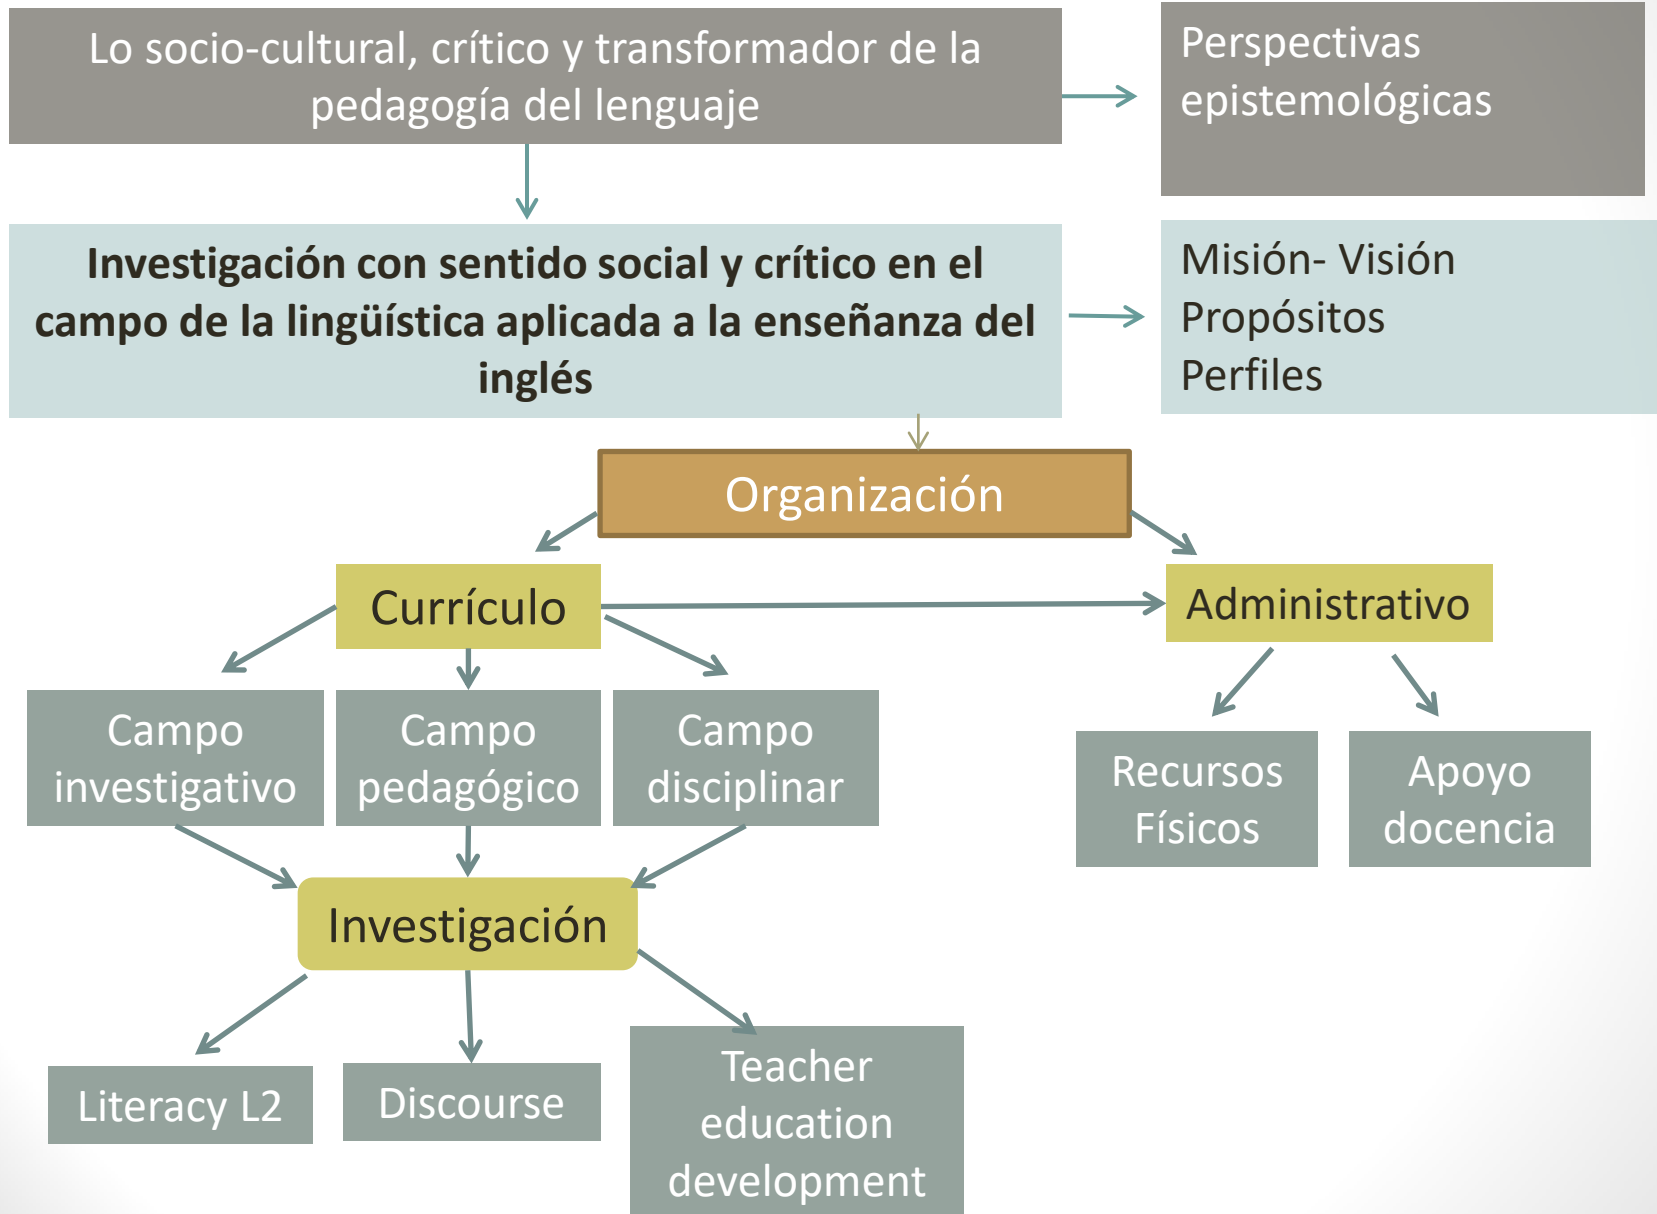 Lo socio-cultural, crítico y transformador de la
pedagogía del lenguaje
Perspectivas
epistemológicas
Investigación con sentido social y crítico en el
campo de la lingüística aplicada a la enseñanza del
inglés
Misión- Visión
Propósitos
Perfiles
Organización
Currículo
Administrativo
Campo
investigativo
Campo
pedagógico
Campo
disciplinar
Recursos
Físicos
Apoyo
docencia
Investigación
Literacy L2
Discourse
Teacher
education
development